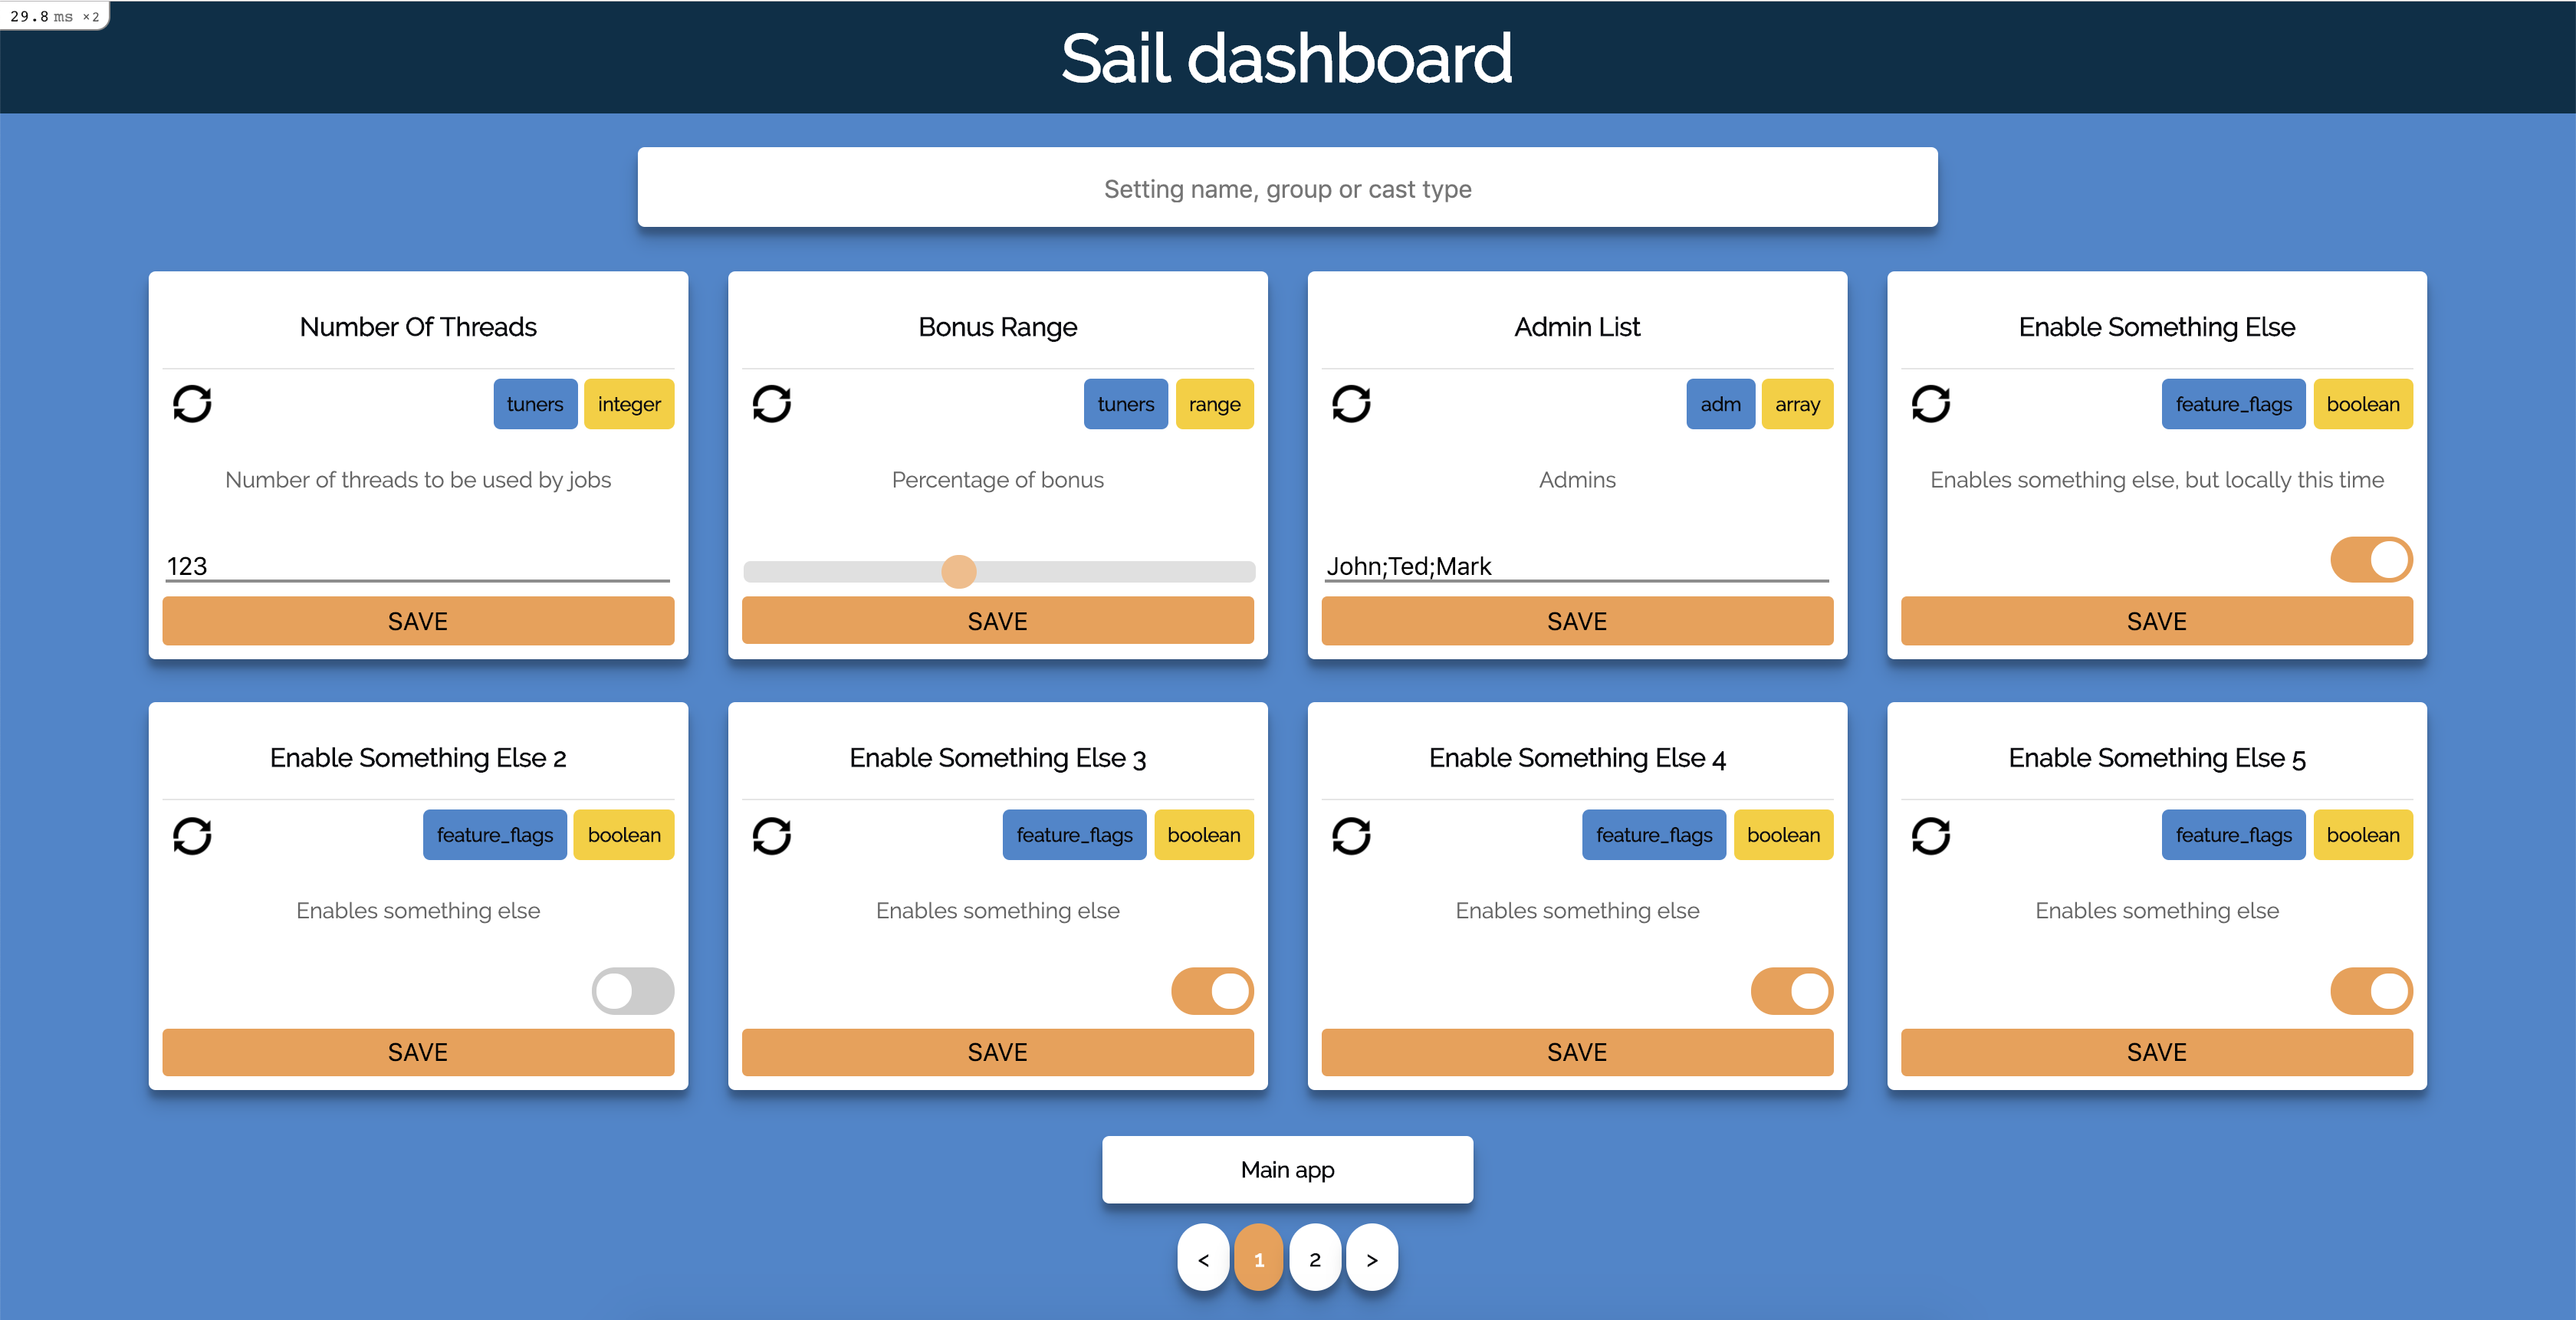 29.8 ms ×2
Sail dashboard
Setting name, group or cast type
Number Of Threads
tuners integer
Number of threads to be used by jobs
123
SAVE
Bonus Range
tuners range
Percentage of bonus
SAVE
Admin List
adm array
Admins
John;Ted;Mark
SAVE
Enable Something Else
feature_flags boolean
Enables something else, but locally this time
SAVE
Enable Something Else 2
feature_flags boolean
Enables something else
SAVE
Enable Something Else 3
feature_flags boolean
Enables something else
SAVE
Enable Something Else 4
feature_flags boolean
Enables something else
SAVE
Enable Something Else 5
feature_flags boolean
Enables something else
SAVE
Main app
< 1 2 >